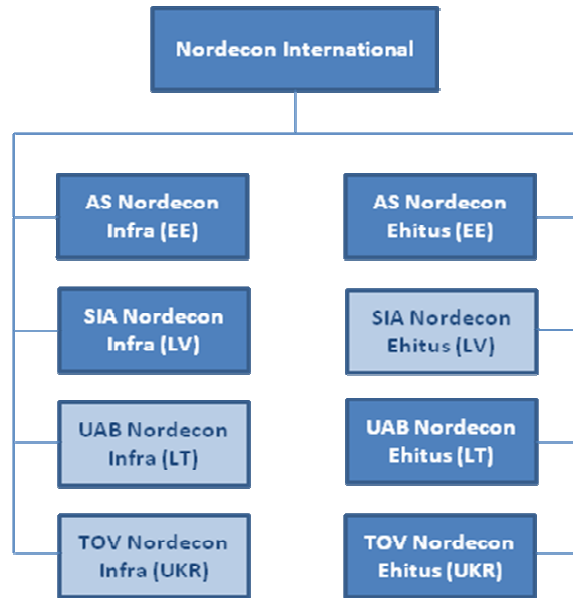 Nordecon International
AS Nordecon
Infra (EE)
AS Nordecon
Ehitus (EE)
SIA Nordecon
Infra (LV)
SIA Nordecon
Ehitus (LV)
UAB Nordecon
Infra (LT)
UAB Nordecon
Ehitus (LT)
TOV Nordecon
Infra (UKR)
TOV Nordecon
Ehitus (UKR)